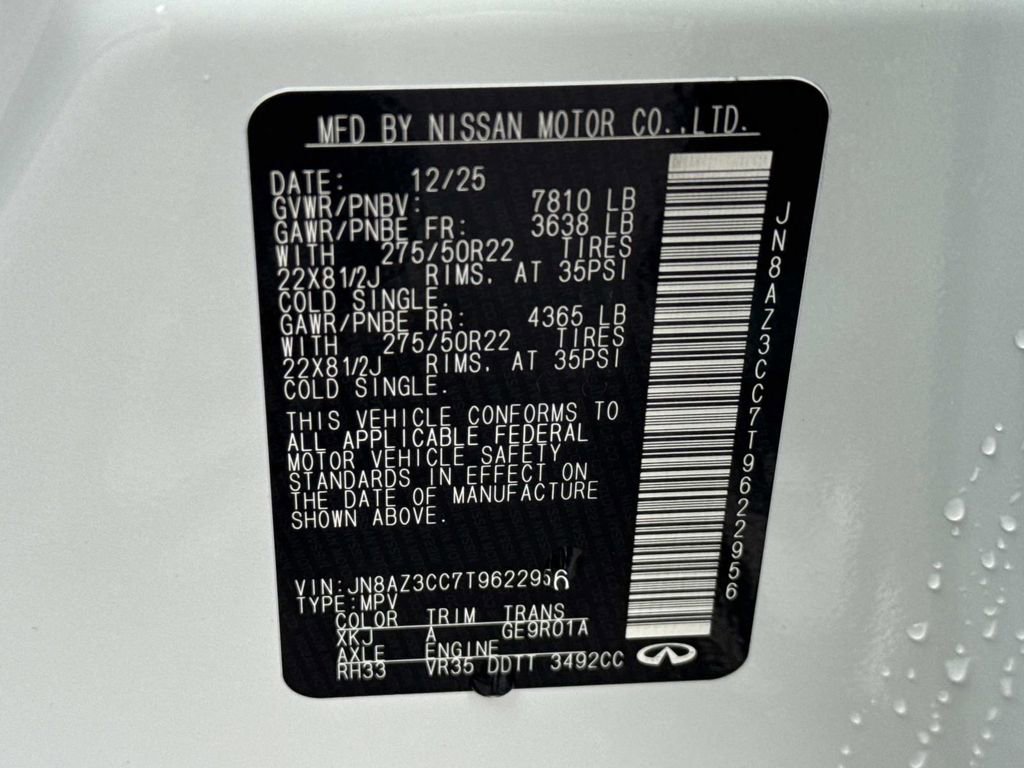 MFD BY NISSAN MOTOR CO.,LTD.
DATE: 12/25
GVWR/PNBV: 7810 LB
GAWR/PNBE FR: 3638 LB
WITH 275/50R22 TIRES
22X81/2J RIMS, AT 35PSI
COLD SINGLE.
GAWR/PNBE RR: 4365 LB
WITH 275/50R22 TIRES
22X81/2J RIMS, AT 35PSI
COLD SINGLE.
THIS VEHICLE CONFORMS TO
ALL APPLICABLE FEDERAL
MOTOR VEHICLE SAFETY
STANDARDS IN EFFECT ON
THE DATE OF MANUFACTURE
SHOWN ABOVE.
VIN: JN8AZ3CC7T9622956
TYPE: MPV
COLOR TRIM TRANS
XKJ A GE9R01A
AXLE ENGINE
RH33 VR35 DDTT 3492CC
JN8AZ3CC7T9622956